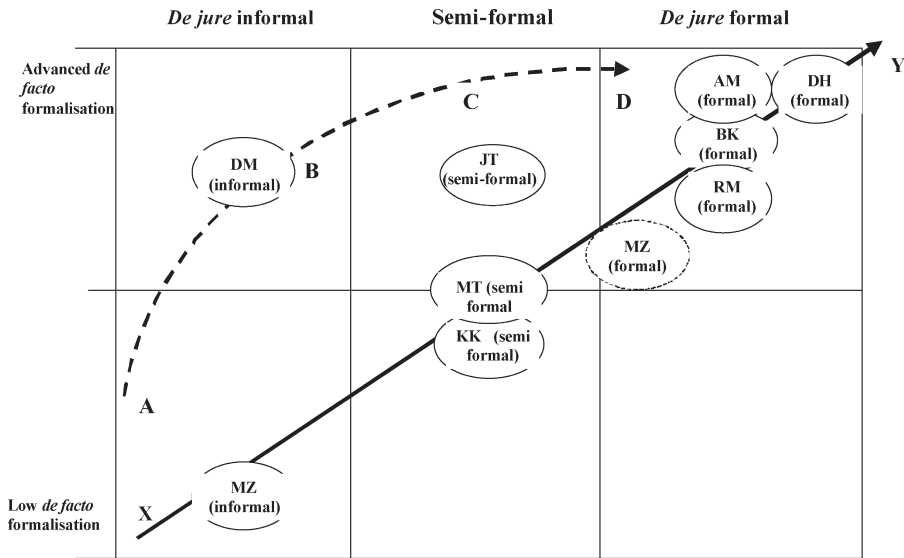 De jure informal
Semi-formal
De jure formal
Advanced de
facto
formalisation
Y
AM
(formal)
DH
(formal)
C
D
BK
(formal)
DM
(informal)
B
JT
(semi-formal)
RM
(formal)
MZ
(formal)
MT (semi
formal
KK (semi
formal)
A
MZ
(informal)
Low de facto
formalisation
X